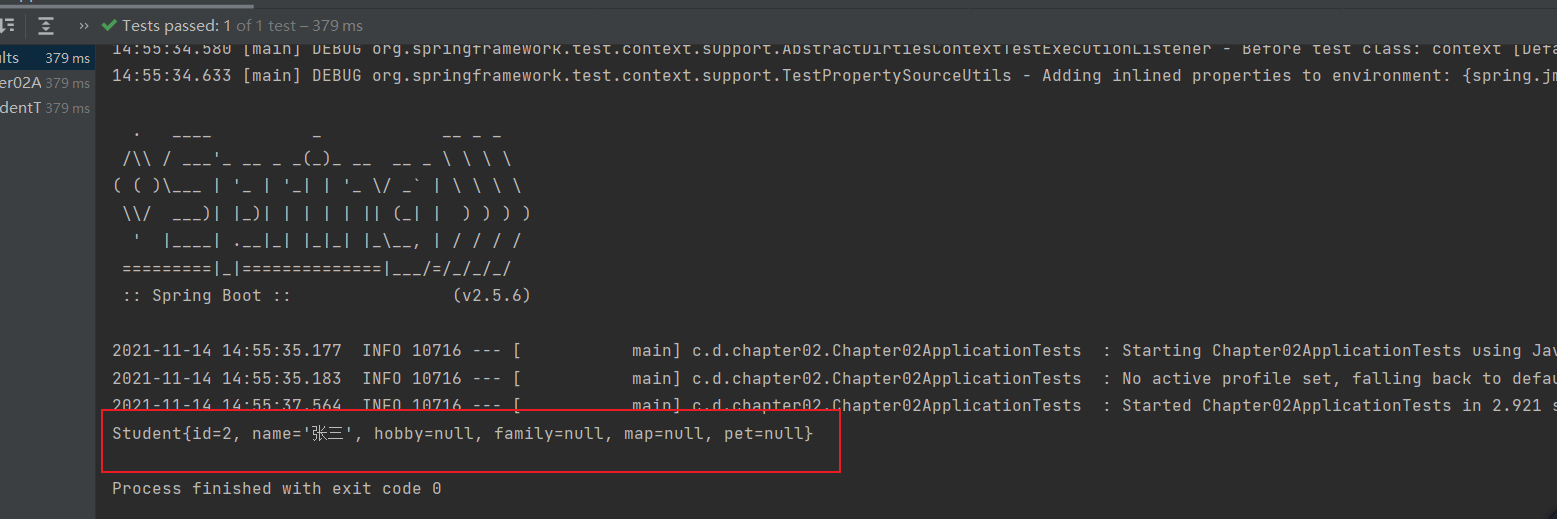 Tests passed: 1 of 1 test – 379 ms
ults 379 ms
er02A 379 ms
dentT 379 ms
14:55:34.580 [main] DEBUG org.springframework.test.context.support.AbstractDirtiesContextTestExecutionListener - Before test class: context [Defa
14:55:34.633 [main] DEBUG org.springframework.test.context.support.TestPropertySourceUtils - Adding inlined properties to environment: {spring.jm
  .   ____          _            __ _ _
 /\\ / ___'_ __ _ _(_)_ __  __ _ \ \ \ \
( ( )\___ | '_ | '_| | '_ \/ _` | \ \ \ \
 \\/  ___)| |_)| | | | | || (_| |  ) ) ) )
  '  |____| .__|_| |_|_| |_\__, | / / / /
 =========|_|==============|___/=/_/_/_/
 :: Spring Boot ::                (v2.5.6)
2021-11-14 14:55:35.177  INFO 10716 --- [           main] c.d.chapter02.Chapter02ApplicationTests  : Starting Chapter02ApplicationTests using Jav
2021-11-14 14:55:35.183  INFO 10716 --- [           main] c.d.chapter02.Chapter02ApplicationTests  : No active profile set, falling back to defau
2021-11-14 14:55:37.564  INFO 10716 --- [           main] c.d.chapter02.Chapter02ApplicationTests  : Started Chapter02ApplicationTests in 2.921 s
Student{id=2, name='张三', hobby=null, family=null, map=null, pet=null}
Process finished with exit code 0